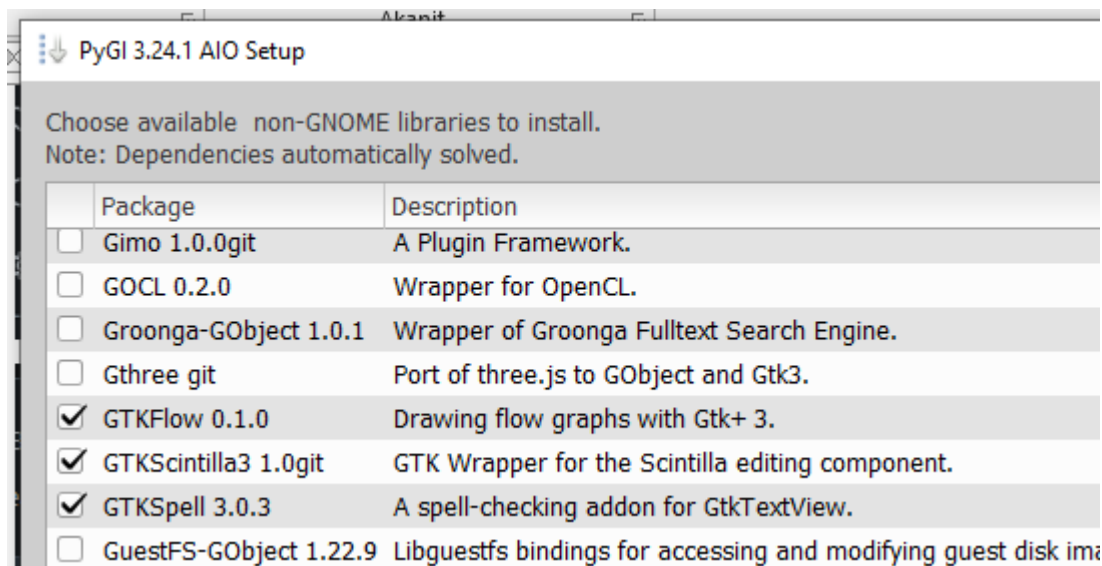 Akapit
PyGI 3.24.1 AIO Setup
Choose available  non-GNOME libraries to install.
Note: Dependencies automatically solved.
Package Description
Gimo 1.0.0git A Plugin Framework.
GOCL 0.2.0 Wrapper for OpenCL.
Groonga-GObject 1.0.1 Wrapper of Groonga Fulltext Search Engine.
Gthree git Port of three.js to GObject and Gtk3.
GTKFlow 0.1.0 Drawing flow graphs with Gtk+ 3.
GTKScintilla3 1.0git GTK Wrapper for the Scintilla editing component.
GTKSpell 3.0.3 A spell-checking addon for GtkTextView.
GuestFS-GObject 1.22.9 Libguestfs bindings for accessing and modifying guest disk